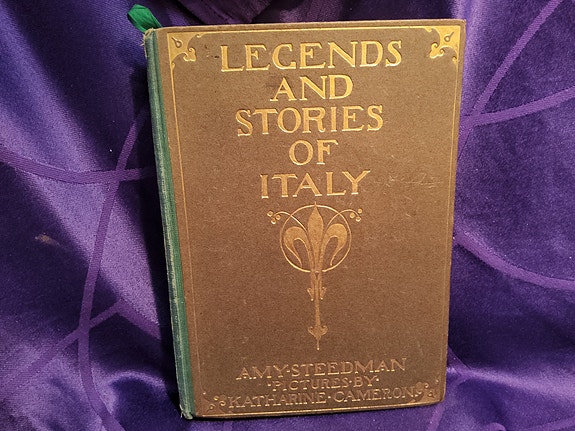 LEGENDS
AND
STORIES
OF
ITALY
AMY·STEEDMAN
·PICTURES·BY·
KATHARINE·CAMERON